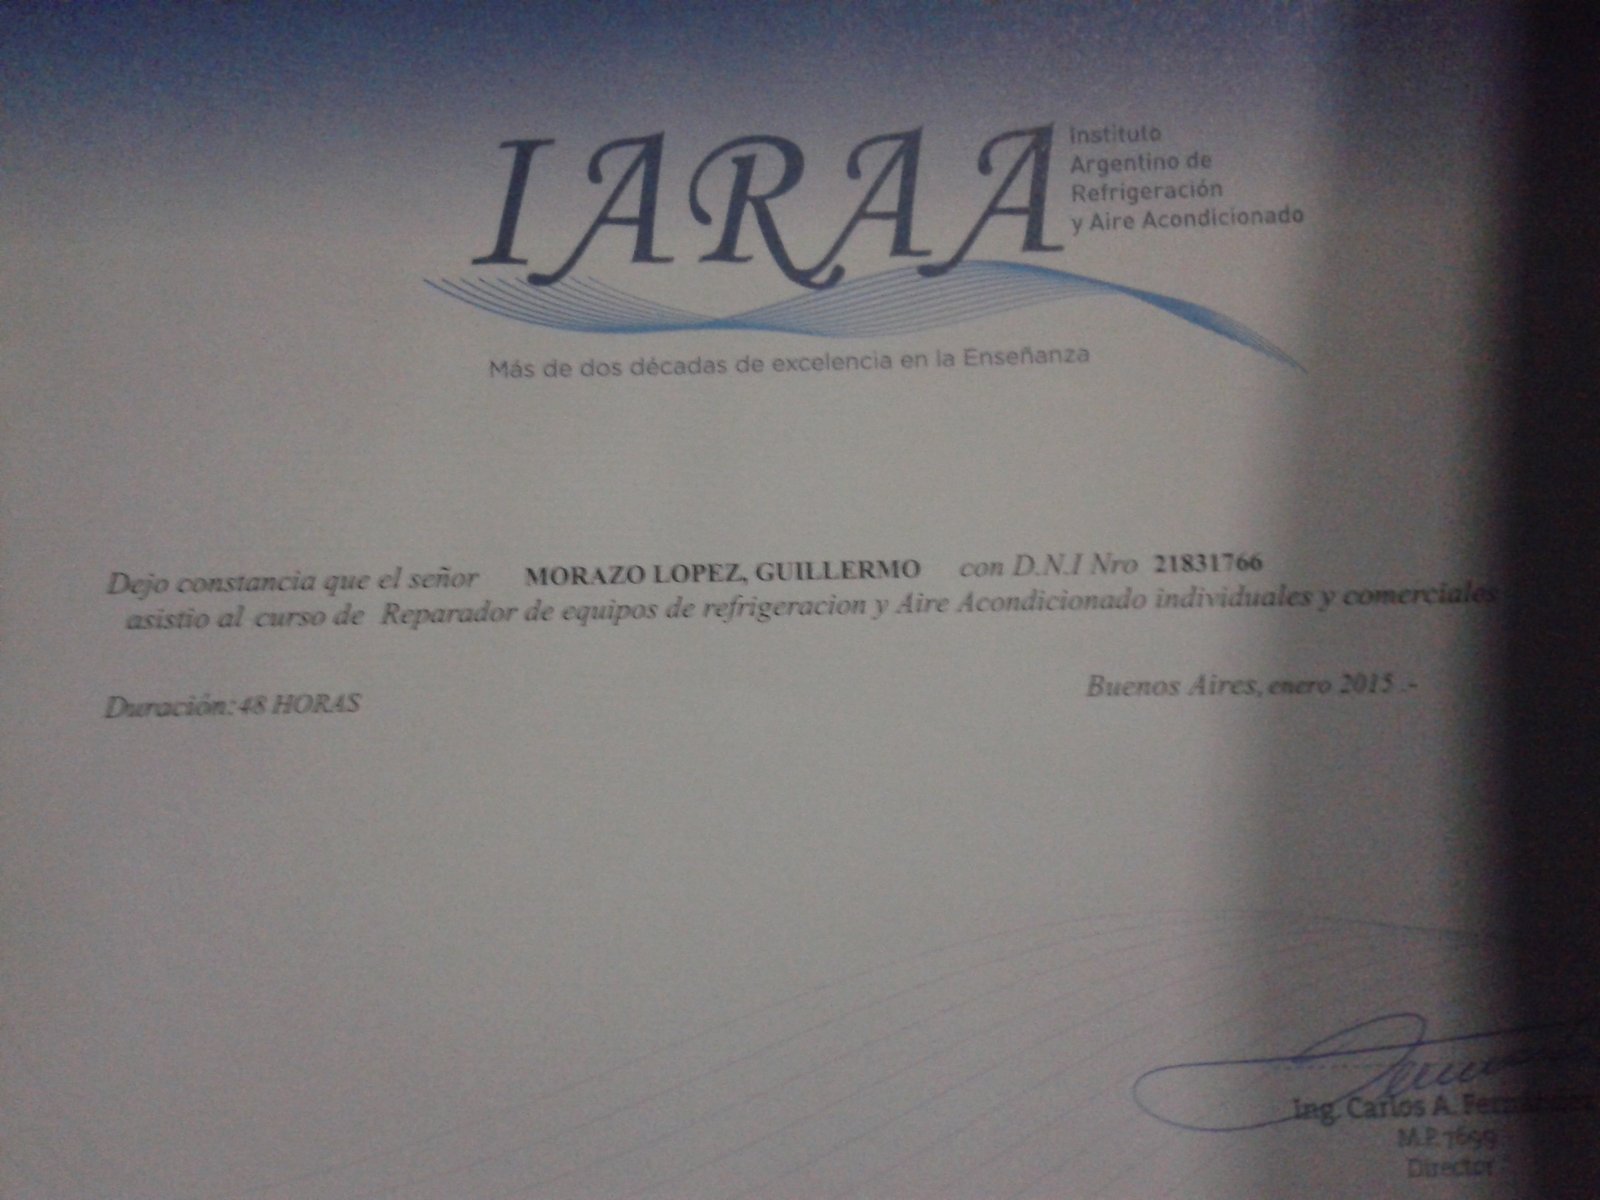 IARAA
Instituto
Argentino de
Refrigeración
y Aire Acondicionado
Más de dos décadas de excelencia en la Enseñanza
Dejo constancia que el señor MORAZO LOPEZ, GUILLERMO con D.N.I Nro 21831766
asistio al curso de Reparador de equipos de refrigeracion y Aire Acondicionado individuales y comerciales
Duración: 48 HORAS
Buenos Aires, enero 2015 .-
Ing. Carlos A.
M.P. 7699
Director